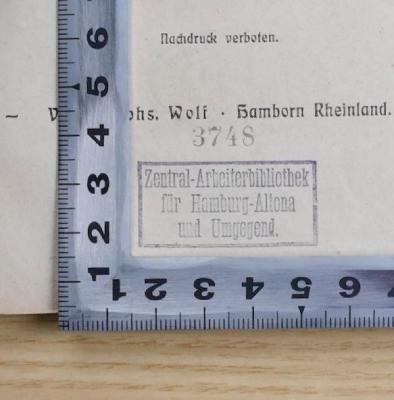 Nachdruck verboten.
– V phs. Wolf · Hamborn Rheinland.
3748
Zentral-Arbeiterbibliothek
für Hamburg-Altona
und Umgegend.
6
5
4
3
2
1
1 2 3 4 5 6